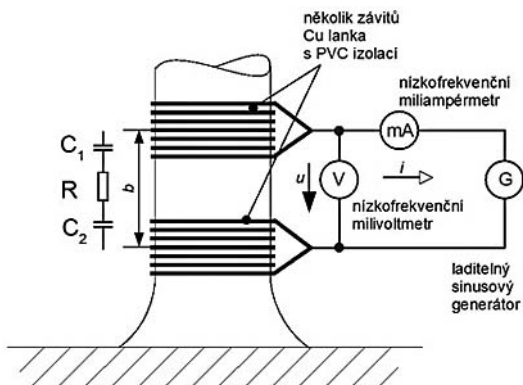 několik závitů
Cu lanka
s PVC izolací
nízkofrekvenční
miliampérmetr
C1
R
C2
b
u
V
mA
i
G
nízkofrekvenční
milivoltmetr
laditelný
sinusový
generátor